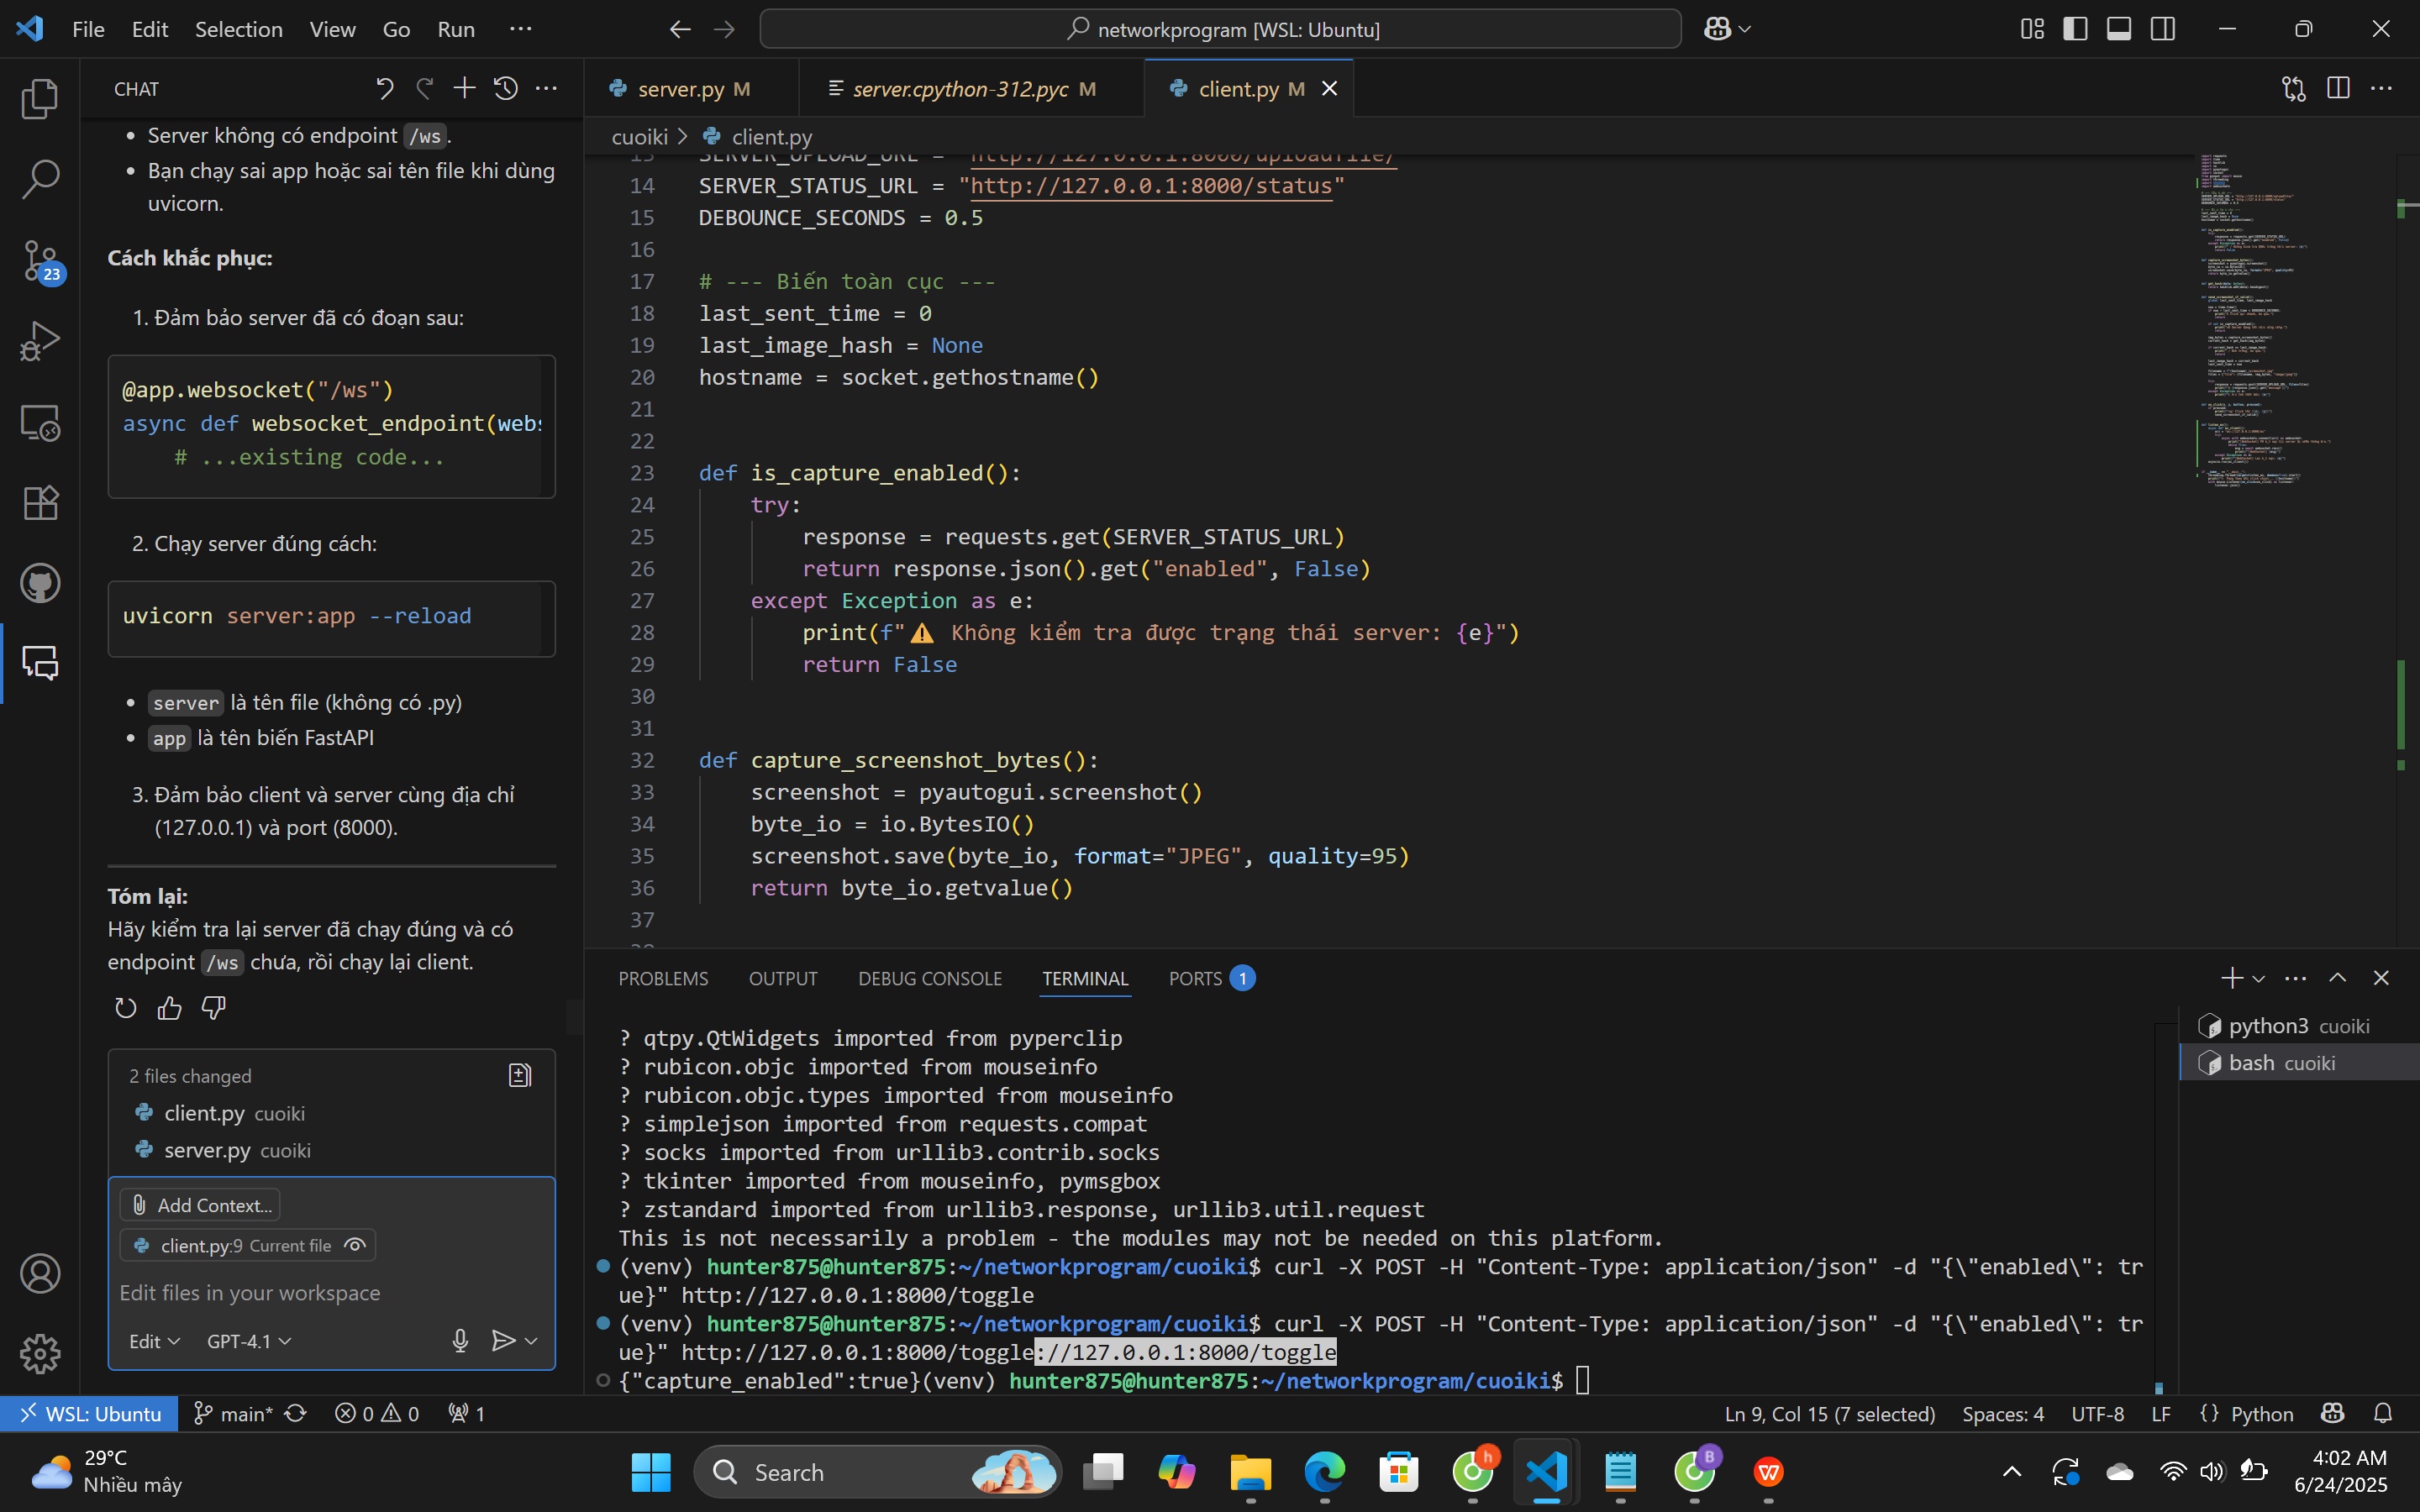 File Edit Selection View Go Run ···
networkprogram [WSL: Ubuntu]
CHAT
Server không có endpoint /ws.
Bạn chạy sai app hoặc sai tên file khi dùng
uvicorn.
Cách khắc phục:
1. Đảm bảo server đã có đoạn sau:
@app.websocket("/ws")
async def websocket_endpoint(webs
# ...existing code...
2. Chạy server đúng cách:
uvicorn server:app --reload
server là tên file (không có .py)
app là tên biến FastAPI
3. Đảm bảo client và server cùng địa chỉ
(127.0.0.1) và port (8000).
Tóm lại:
Hãy kiểm tra lại server đã chạy đúng và có
endpoint /ws chưa, rồi chạy lại client.
2 files changed
client.py cuoiki
server.py cuoiki
Add Context...
client.py:9 Current file
Edit files in your workspace
Edit GPT-4.1
23
server.py M server.cpython-312.pyc M client.py M
cuoiki > client.py
13 SERVER_UPLOAD_URL = "http://127.0.0.1:8000/uploadfile/"
14 SERVER_STATUS_URL = "http://127.0.0.1:8000/status"
15 DEBOUNCE_SECONDS = 0.5
16
17 # --- Biến toàn cục ---
18 last_sent_time = 0
19 last_image_hash = None
20 hostname = socket.gethostname()
21
22
23 def is_capture_enabled():
24 try:
25 response = requests.get(SERVER_STATUS_URL)
26 return response.json().get("enabled", False)
27 except Exception as e:
28 print(f"⚠️ Không kiểm tra được trạng thái server: {e}")
29 return False
30
31
32 def capture_screenshot_bytes():
33 screenshot = pyautogui.screenshot()
34 byte_io = io.BytesIO()
35 screenshot.save(byte_io, format="JPEG", quality=95)
36 return byte_io.getvalue()
37
PROBLEMS OUTPUT DEBUG CONSOLE TERMINAL PORTS 1
? qtpy.QtWidgets imported from pyperclip
? rubicon.objc imported from mouseinfo
? rubicon.objc.types imported from mouseinfo
? simplejson imported from requests.compat
? socks imported from urllib3.contrib.socks
? tkinter imported from mouseinfo, pymsgbox
? zstandard imported from urllib3.response, urllib3.util.request
This is not necessarily a problem - the modules may not be needed on this platform.
(venv) hunter875@hunter875:~/networkprogram/cuoiki$ curl -X POST -H "Content-Type: application/json" -d "{\"enabled\": tr
ue}" http://127.0.0.1:8000/toggle
(venv) hunter875@hunter875:~/networkprogram/cuoiki$ curl -X POST -H "Content-Type: application/json" -d "{\"enabled\": tr
ue}" http://127.0.0.1:8000/toggle://127.0.0.1:8000/toggle
{"capture_enabled":true}(venv) hunter875@hunter875:~/networkprogram/cuoiki$
python3 cuoiki
bash cuoiki
WSL: Ubuntu main* 0 0 1 Ln 9, Col 15 (7 selected) Spaces: 4 UTF-8 LF {} Python
29°C
Nhiều mây
Search
h
B
4:02 AM
6/24/2025